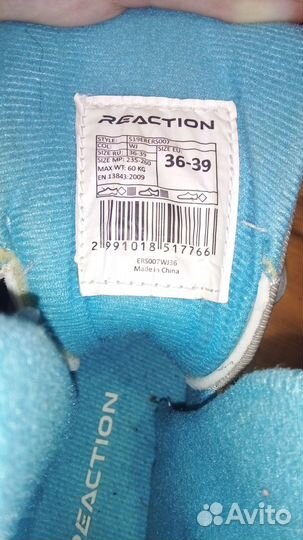 REACTION
STYLE: S19ERERS007
COL: WJ
SIZE RU: 36-39
SIZE MP: 235-260
MAX WT: 60 KG
EN 13843:2009
SIZE EU:
36-39
2 991018 517766
ERS007WJ36
Made in China
REACTION
Avito